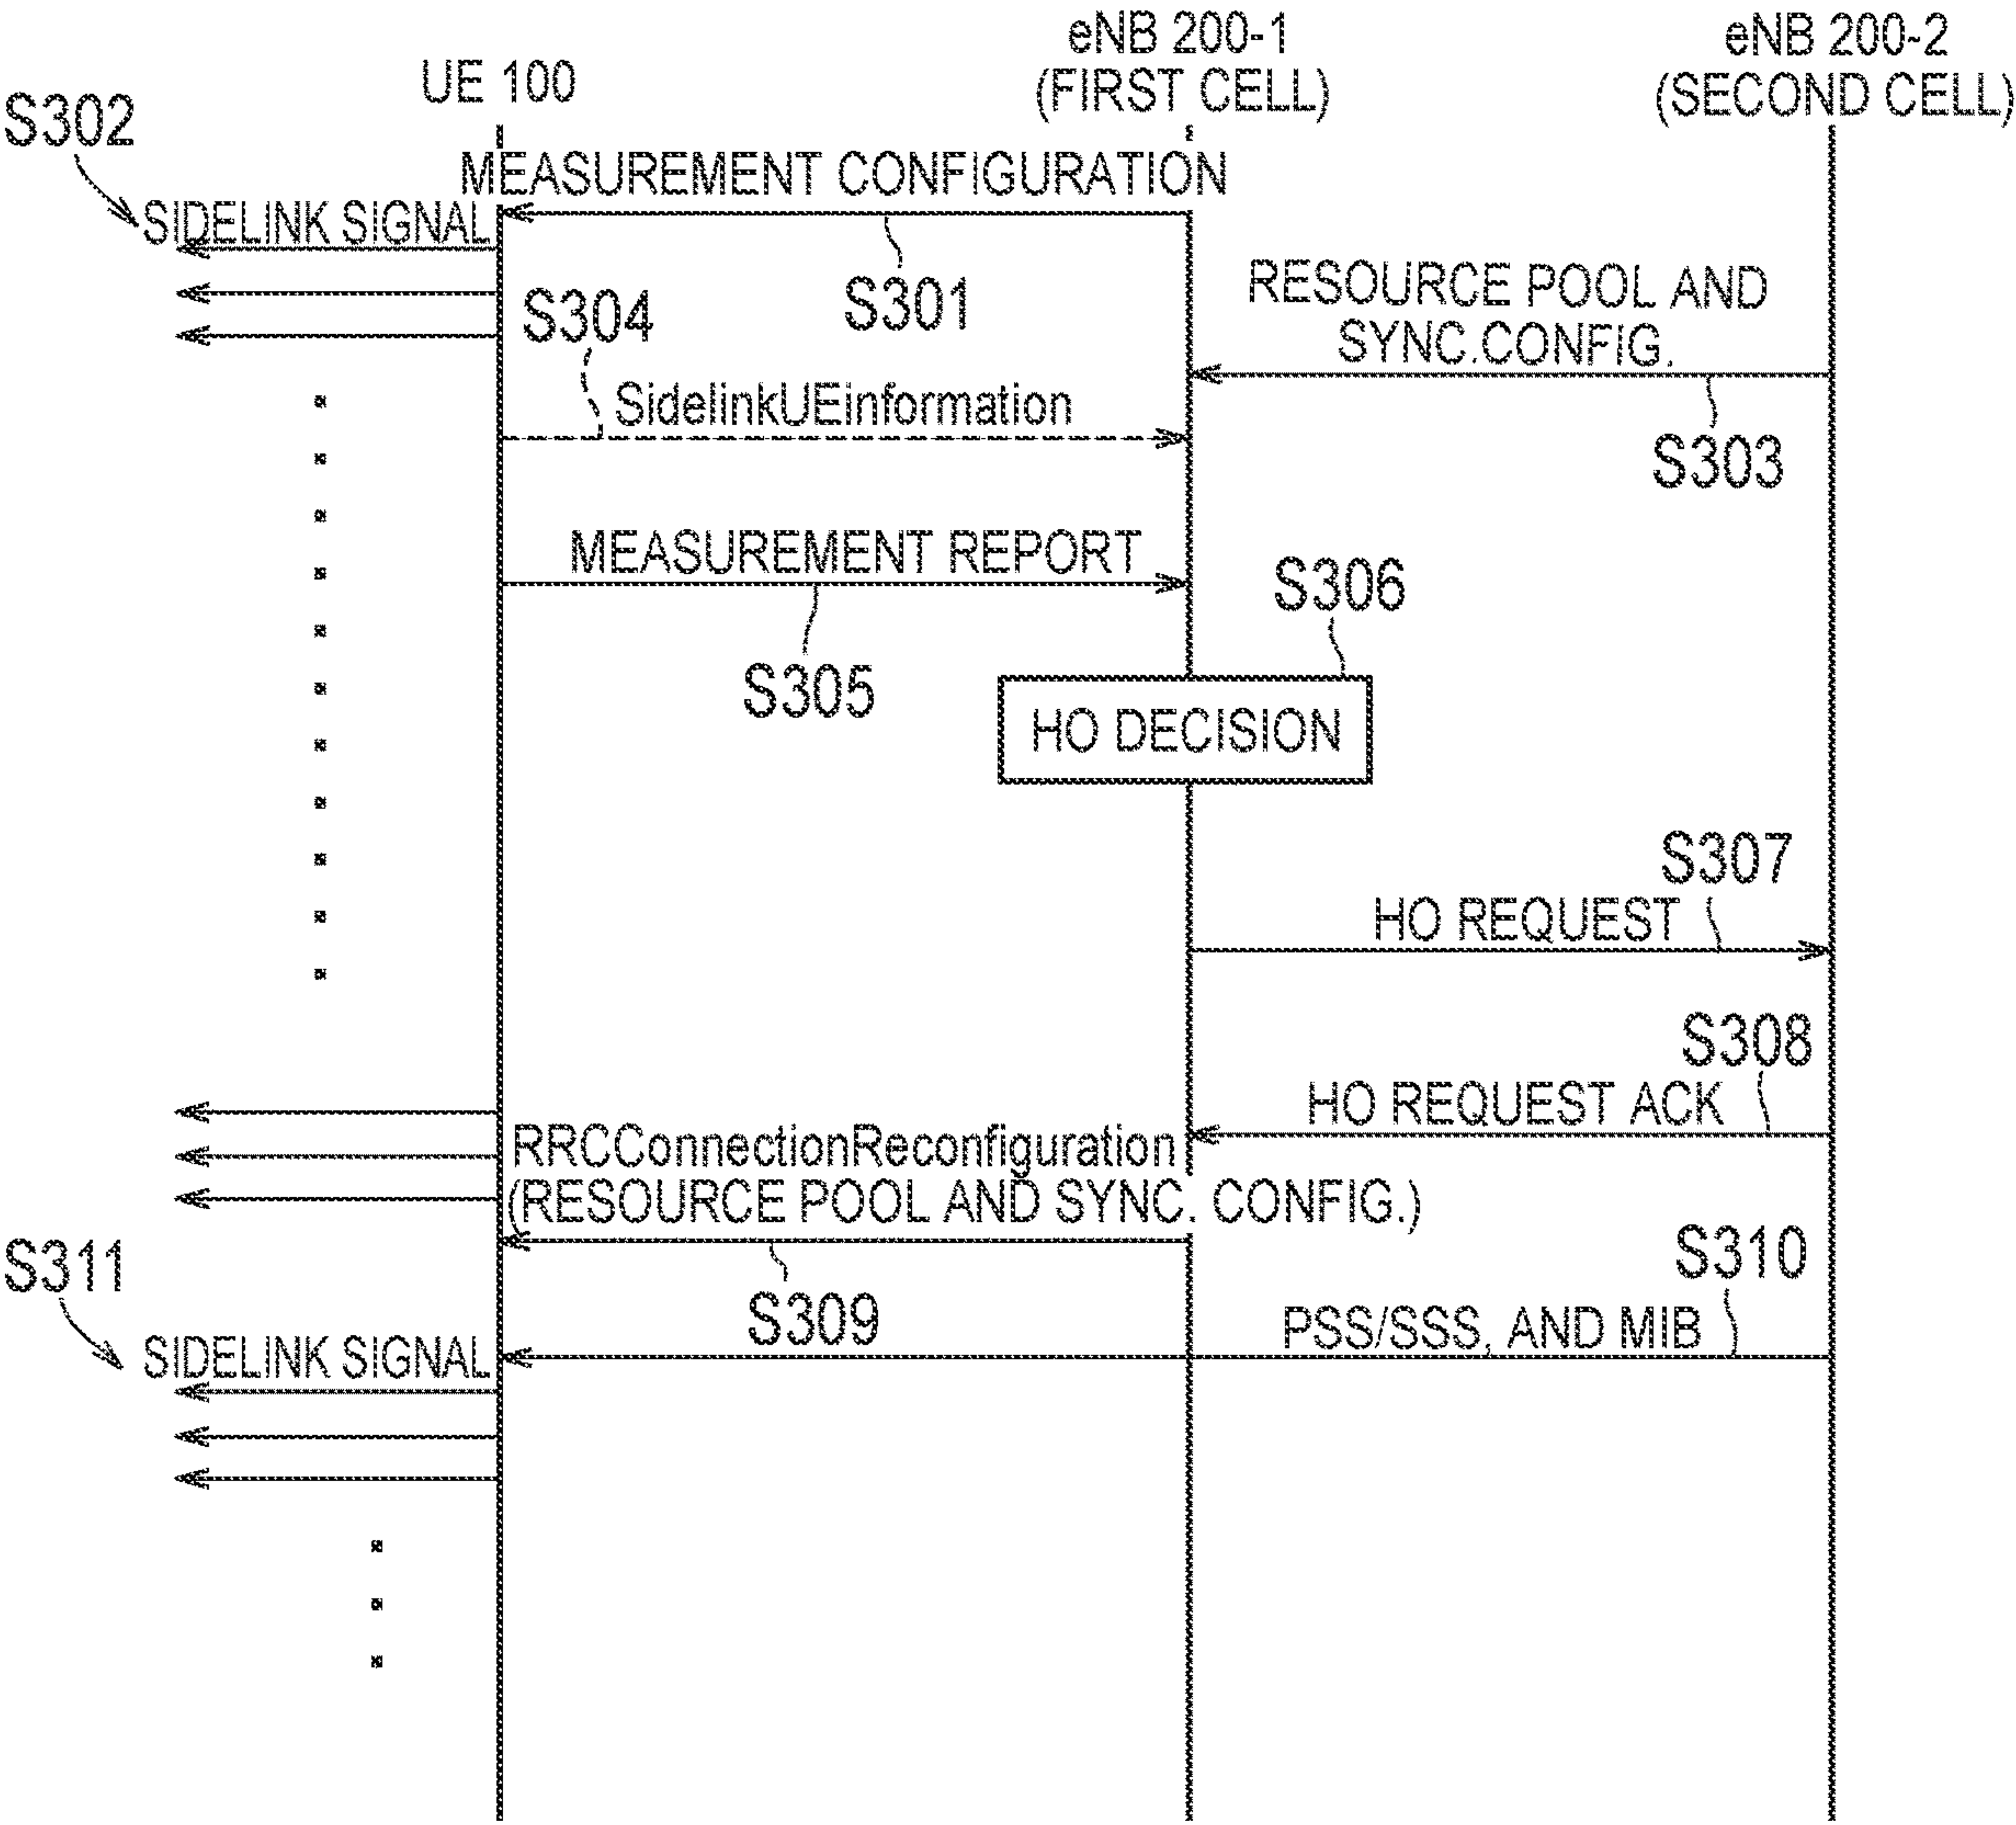 UE 100
eNB 200-1
(FIRST CELL)
eNB 200-2
(SECOND CELL)
S302
MEASUREMENT CONFIGURATION
SIDELINK SIGNAL
S301
S304
RESOURCE POOL AND
SYNC.CONFIG.
SidelinkUEinformation
S303
MEASUREMENT REPORT
S305
S306
HO DECISION
S307
HO REQUEST
S308
HO REQUEST ACK
RRCConnectionReconfiguration
(RESOURCE POOL AND SYNC. CONFIG.)
S309
S310
S311
PSS/SSS, AND MIB
SIDELINK SIGNAL